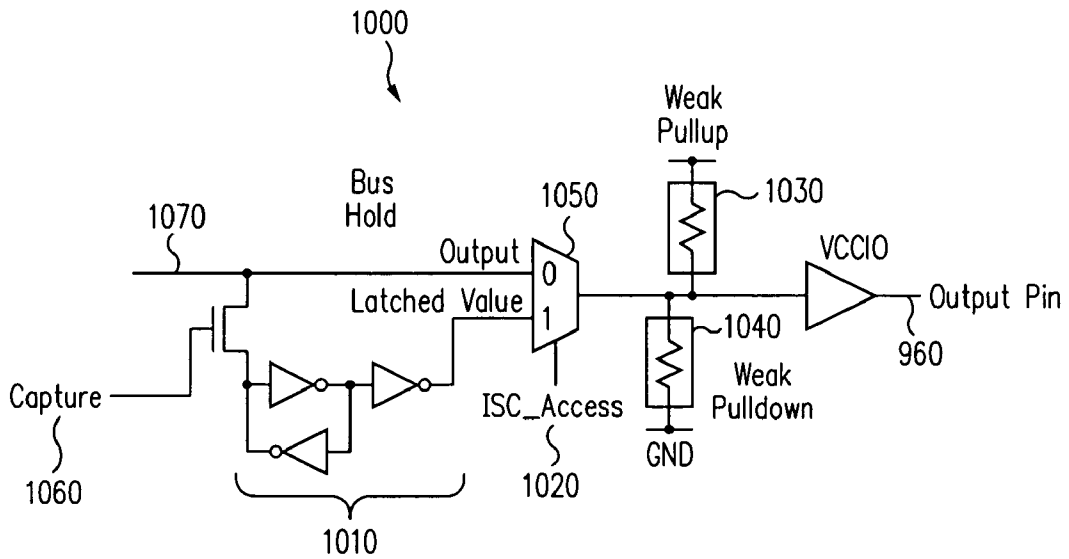 1000
Weak
Pullup
1030
Bus
Hold
1050
1070
VCCIO
Output
0
Latched Value
1
Output Pin
960
1040
Weak
Pulldown
Capture
ISC_Access
GND
1060
1020
1010